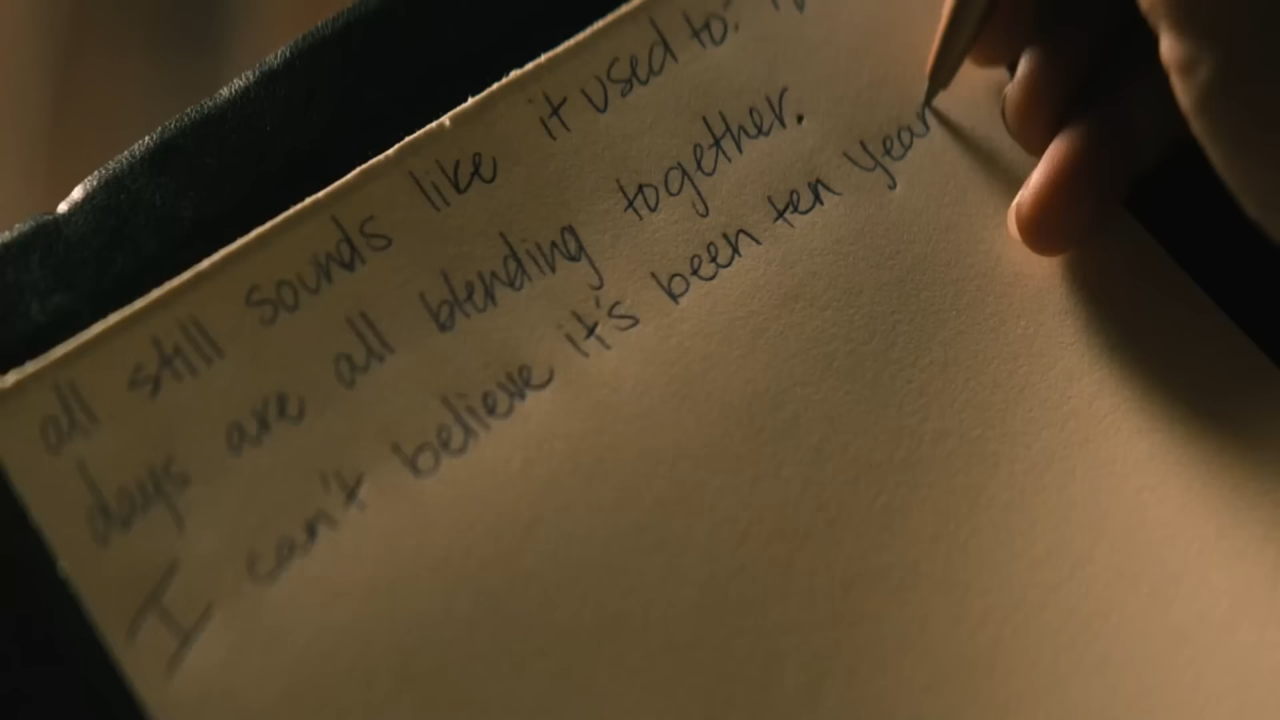 all still sounds like it used to.
days are all blending together.
I can't believe it's been ten year